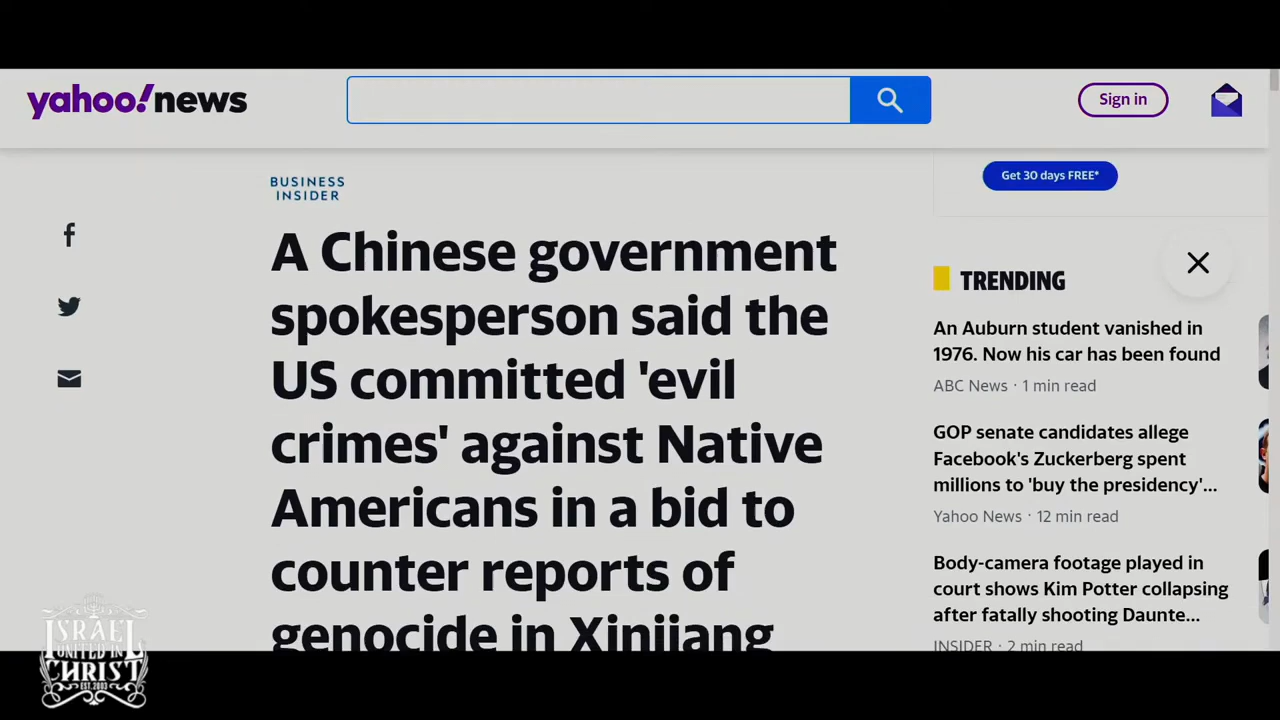 yahoo!news
Sign in
BUSINESS
INSIDER
A Chinese government
spokesperson said the
US committed 'evil
crimes' against Native
Americans in a bid to
counter reports of
genocide in Xinjiang
Get 30 days FREE*
TRENDING
An Auburn student vanished in
1976. Now his car has been found
ABC News · 1 min read
GOP senate candidates allege
Facebook's Zuckerberg spent
millions to 'buy the presidency'...
Yahoo News · 12 min read
Body-camera footage played in
court shows Kim Potter collapsing
after fatally shooting Daunte...
INSIDER · 2 min read
ISRAEL
UNITED IN
CHRIST
EST. 2003